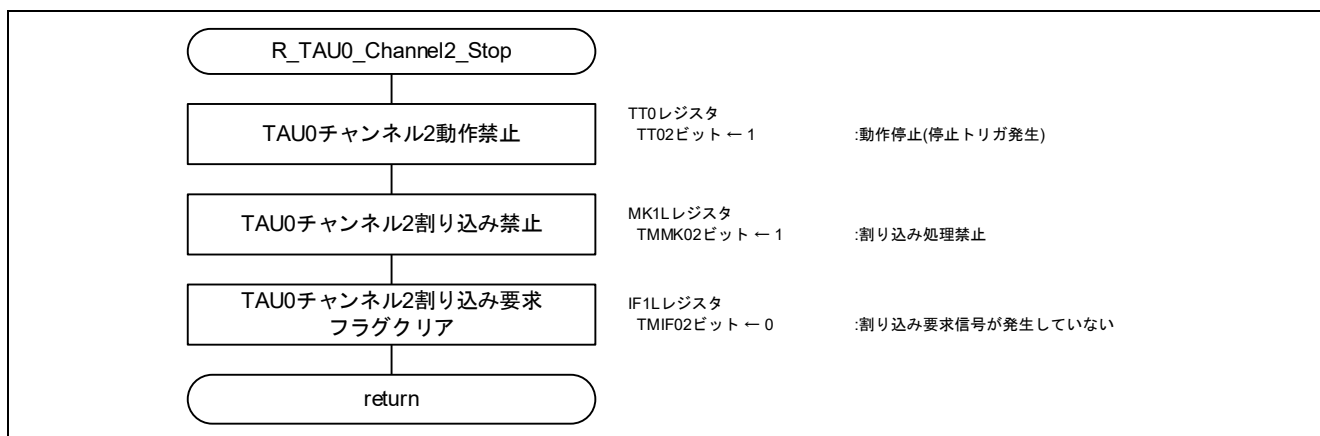 R_TAU0_Channel2_Stop
TAU0チャンネル2動作禁止
TT0レジスタ
TT02ビット ← 1 :動作停止(停止トリガ発生)
TAU0チャンネル2割り込み禁止
MK1Lレジスタ
TMMK02ビット ← 1 :割り込み処理禁止
TAU0チャンネル2割り込み要求
フラグクリア
IF1Lレジスタ
TMIF02ビット ← 0 :割り込み要求信号が発生していない
return